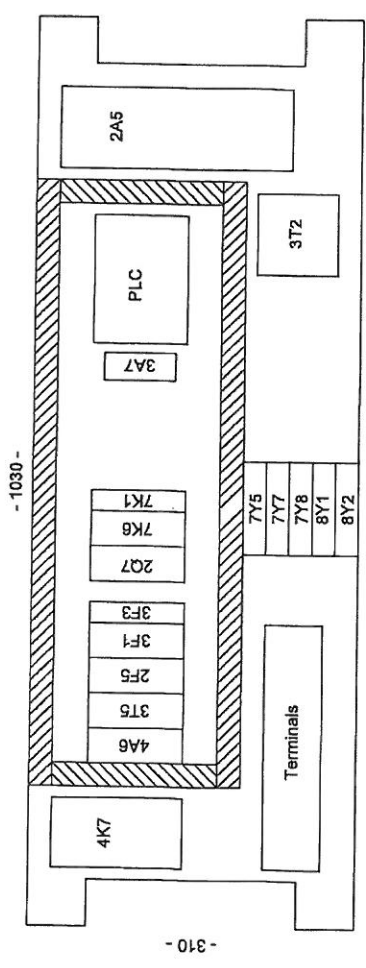 - 1030 -
2A5
PLC
3T2
3A7
7K1
7K6
2Q7
3F3
3F1
2F5
3T5
4A6
7Y5
7Y7
7Y8
8Y1
8Y2
4K7
Terminals
- 310 -